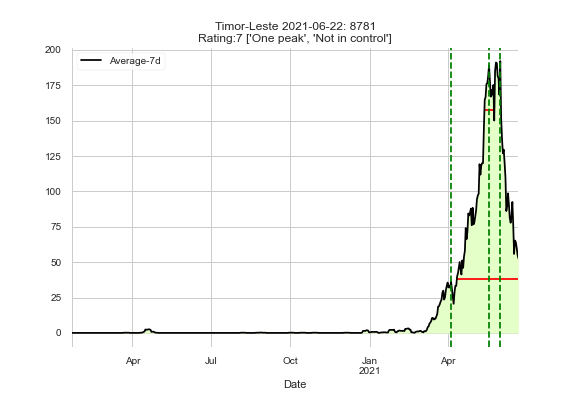 Timor-Leste 2021-06-22: 8781
Rating:7 ['One peak', 'Not in control']
Average-7d
200
175
150
125
100
75
50
25
0
Apr
Jul
Oct
Jan
2021
Apr
Date